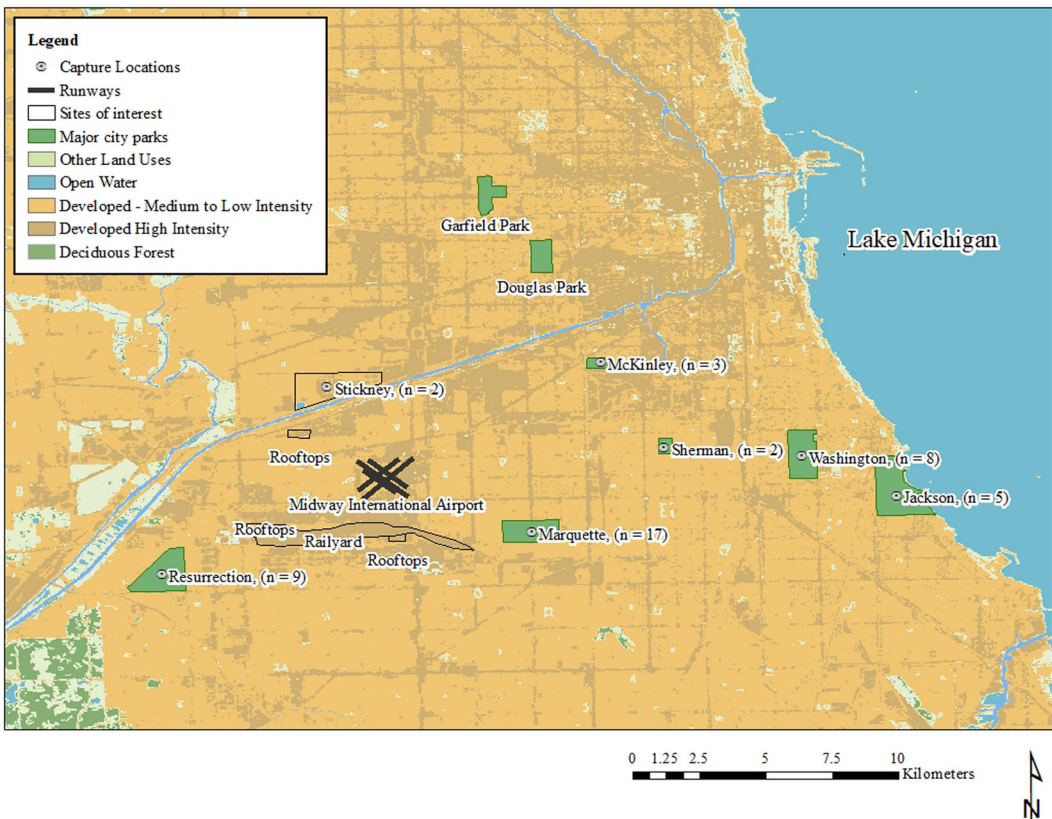 Legend
Capture Locations
Runways
Sites of interest
Major city parks
Other Land Uses
Open Water
Developed - Medium to Low Intensity
Developed High Intensity
Deciduous Forest
Garfield Park
Lake Michigan
Douglas Park
McKinley, (n = 3)
Stickney, (n = 2)
Rooftops
Sherman, (n = 2)
Washington, (n = 8)
Midway International Airport
Jackson, (n = 5)
Rooftops
Railyard
Marquette, (n = 17)
Rooftops
Resurrection, (n = 9)
0 1.25 2.5 5 7.5 10
Kilometers
N